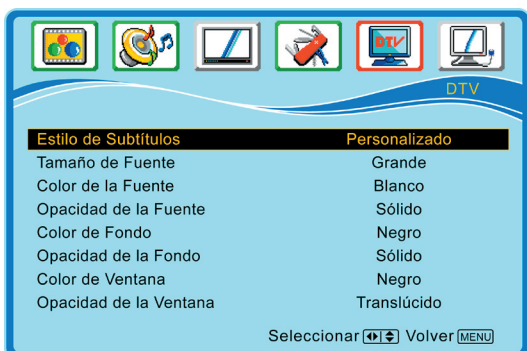 DTV
DTV
Estilo de Subtítulos Personalizado
Tamaño de Fuente Grande
Color de la Fuente Blanco
Opacidad de la Fuente Sólido
Color de Fondo Negro
Opacidad de la Fondo Sólido
Color de Ventana Negro
Opacidad de la Ventana Translúcido
Seleccionar Volver MENU